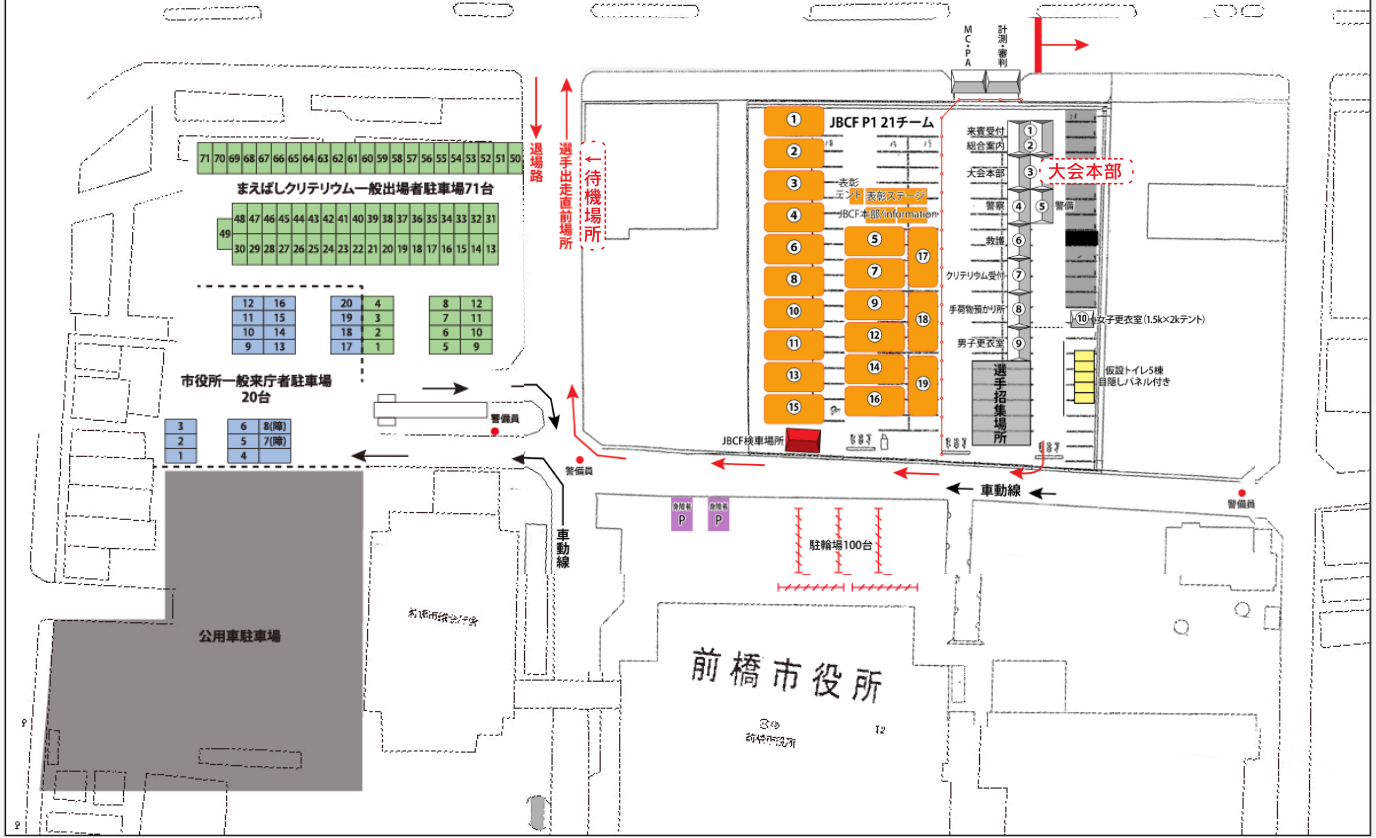 MC・PA
計測・審判
JBCF P1 21チーム
1
2
3
4
6
8
10
11
13
15
表彰
テント
表彰ステージ
JBCF本部/information
5
7
9
12
14
16
17
18
19
JBCF検車場所
来賓受付
1
総合案内
2
大会本部
3
大会本部
警察
4
5
警備
救護
6
クリテリウム受付
7
手荷物預かり所
8
男子更衣室
9
10
女子更衣室(1.5k×2kテント)
選手招集場所
仮設トイレ5棟
目隠しパネル付き
退場路
選手出走直前場所
←待機場所
71 70 69 68 67 66 65 64 63 62 61 60 59 58 57 56 55 54 53 52 51 50
まえばしクリテリウム一般出場者駐車場71台
48 47 46 45 44 43 42 41 40 39 38 37 36 35 34 33 32 31
49
30 29 28 27 26 25 24 23 22 21 20 19 18 17 16 15 14 13
12 16
11 15
10 14
9 13
20 4
19 3
18 2
17 1
8 12
7 11
6 10
5 9
市役所一般来庁者駐車場
20台
3
2
1
6 8(障)
5 7(障)
4
警備員
警備員
警備員
車動線
車動線
身障者
P
身障者
P
駐輪場100台
公用車駐車場
前橋市役所
前橋市役所
12